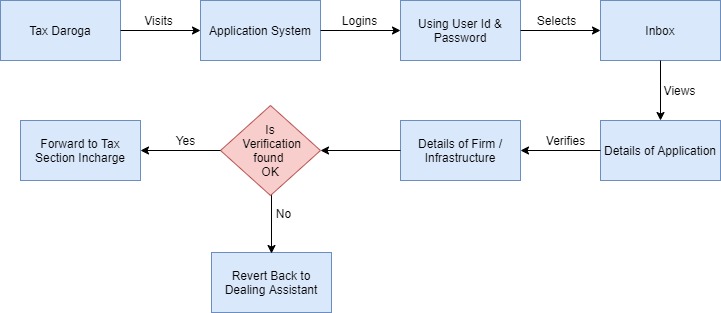 Tax Daroga
Visits
Application System
Logins
Using User Id &
Password
Selects
Inbox
Views
Details of Application
Verifies
Details of Firm /
Infrastructure
Is
Verification
found
OK
Yes
Forward to Tax
Section Incharge
No
Revert Back to
Dealing Assistant